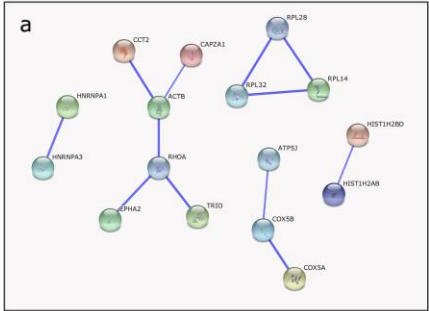 a
RPL28
CCT2
CAPZA1
RPL14
RPL32
HNRNPA1
ACTB
HIST1H2BD
ATP5J
HNRNPA3
RHOA
HIST1H2AB
EPHA2
TRIO
COX5B
COX5A